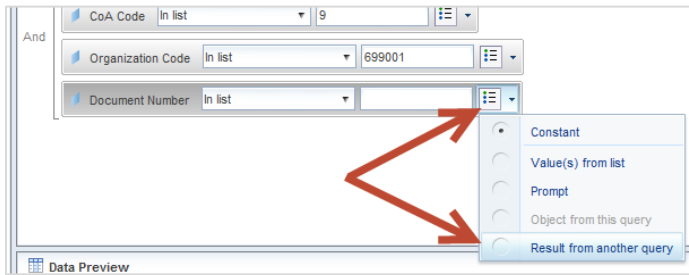 CoA Code In list 9
And
Organization Code In list 699001
Document Number In list
Constant
Value(s) from list
Prompt
Object from this query
Result from another query
Data Preview